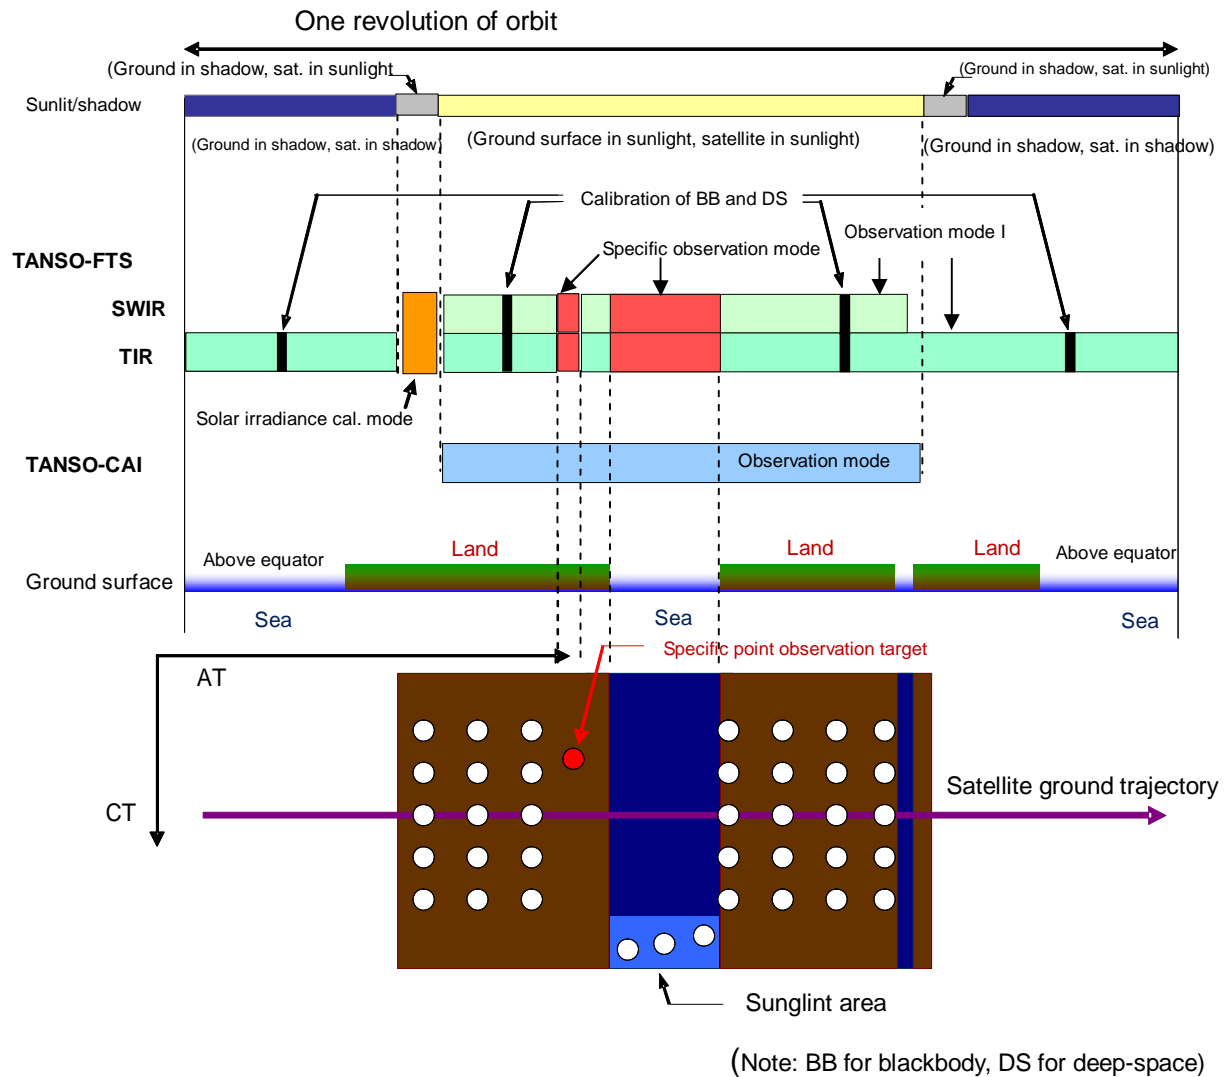 One revolution of orbit
(Ground in shadow, sat. in sunlight
(Ground in shadow, sat. in sunlight)
Sunlit/shadow
(Ground in shadow, sat. in shadow)
(Ground surface in sunlight, satellite in sunlight)
(Ground in shadow, sat. in shadow)
Calibration of BB and DS
Observation mode I
Specific observation mode
TANSO-FTS
SWIR
TIR
Solar irradiance cal. mode
TANSO-CAI
Observation mode
Land
Land
Land
Above equator
Above equator
Ground surface
Sea
Sea
Sea
Specific point observation target
AT
CT
Satellite ground trajectory
Sunglint area
(Note: BB for blackbody, DS for deep-space)